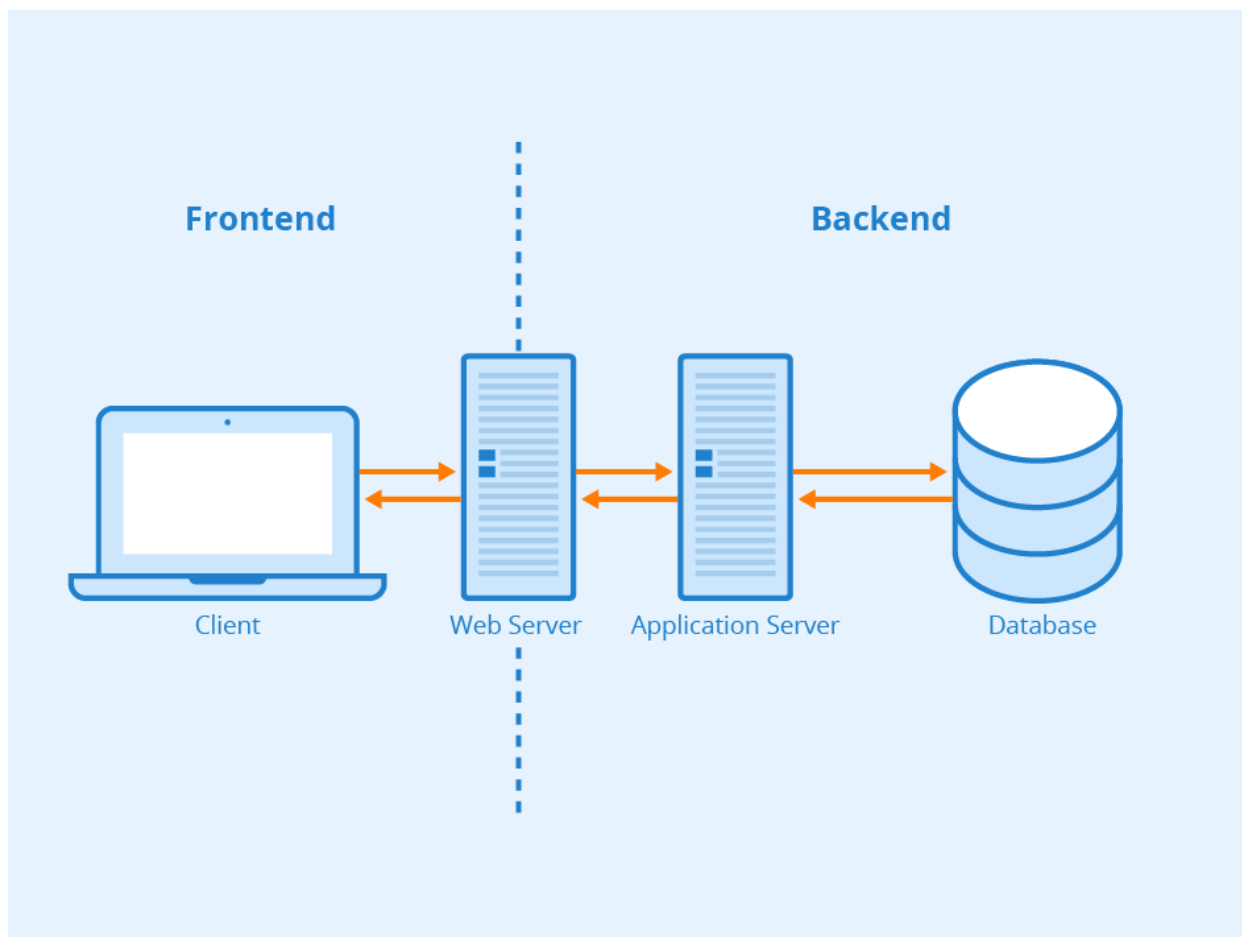 Frontend
Backend
Client
Web Server
Application Server
Database